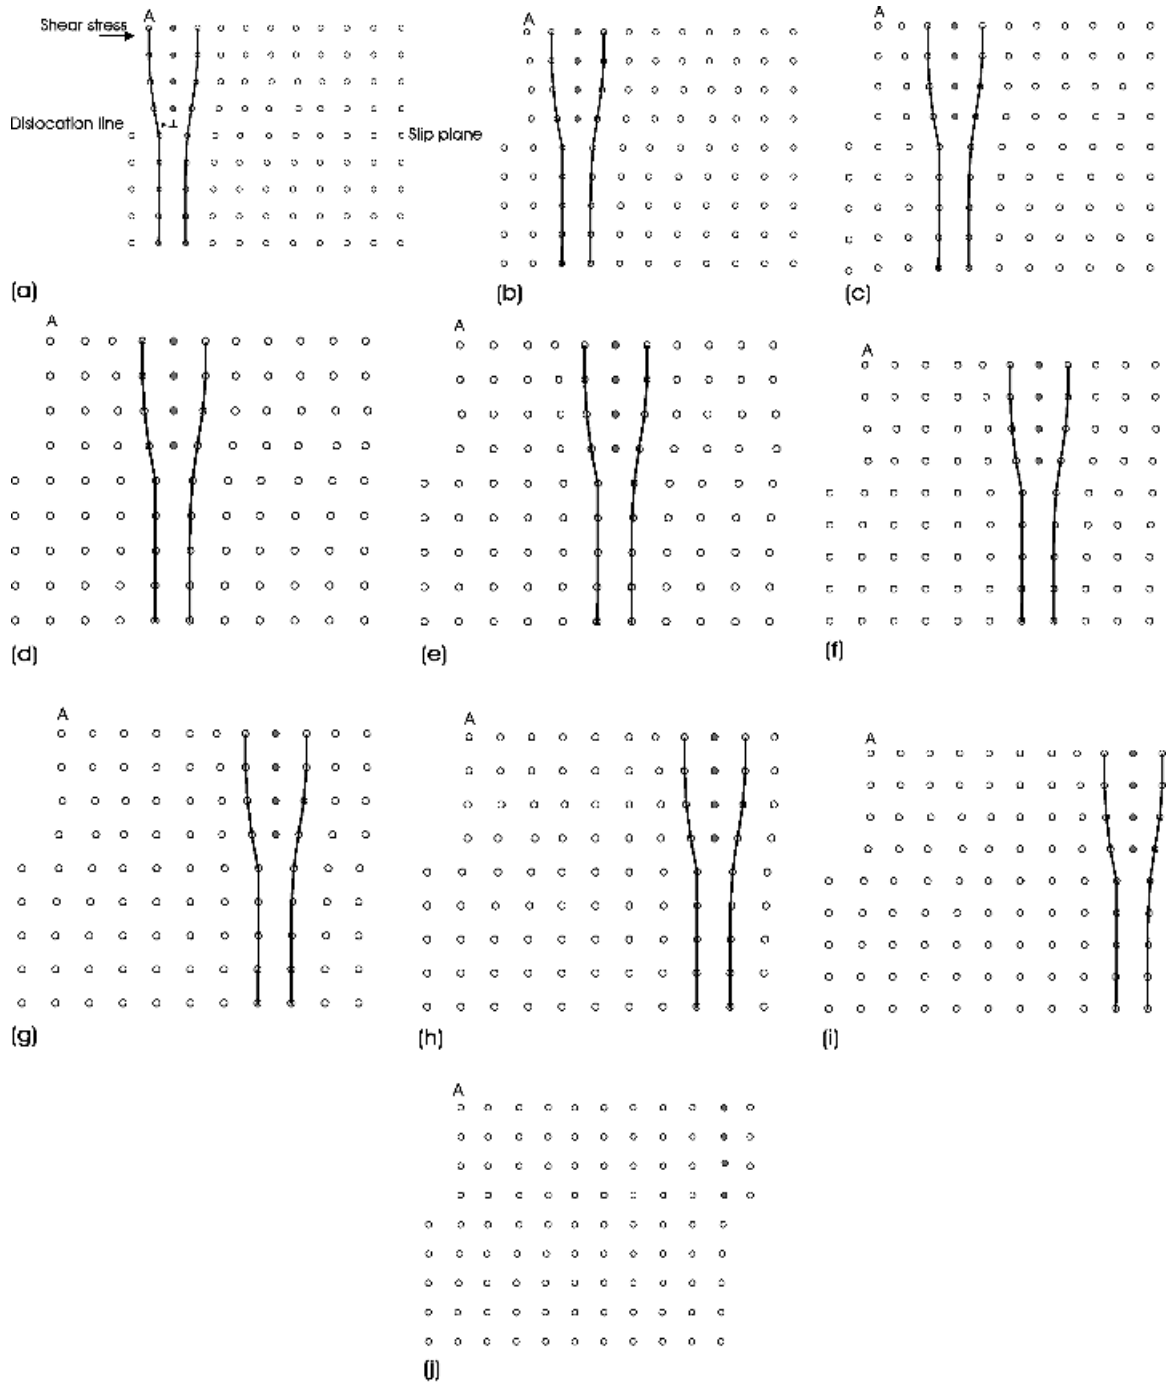 A
Shear stress
Dislocation line
Slip plane
(a)
A
(b)
A
(c)
A
(d)
A
(e)
A
(f)
A
(g)
A
(h)
A
(i)
A
(j)